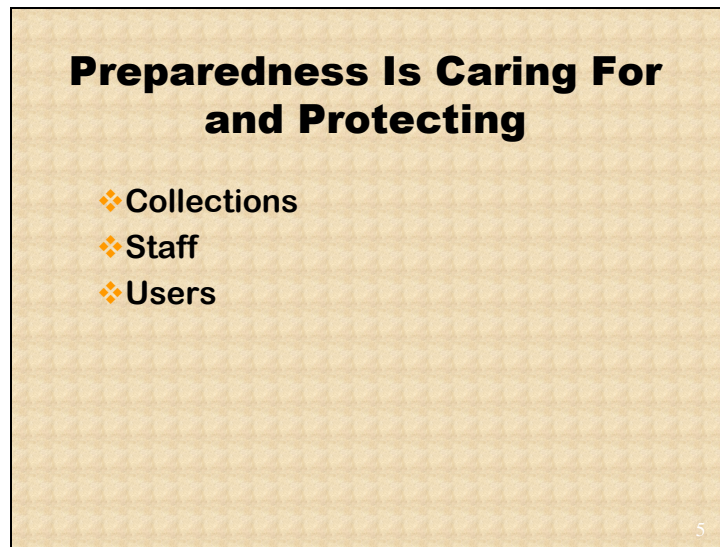 Preparedness Is Caring For
and Protecting
❖Collections
❖Staff
❖Users
5